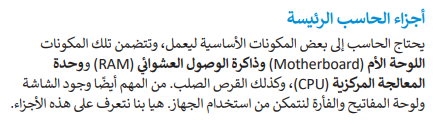 أجزاء الحاسب الرئيسة
يحتاج الحاسب إلى بعض المكونات الأساسية ليعمل، وتتضمن تلك المكونات
اللوحة الأم (Motherboard) وذاكرة الوصول العشوائي (RAM) ووحدة
المعالجة المركزية (CPU)، وكذلك القرص الصلب. من المهم أيضًا وجود الشاشة
ولوحة المفاتيح والفأرة لنتمكن من استخدام الجهاز. هيا بنا نتعرف على هذه الأجزاء.